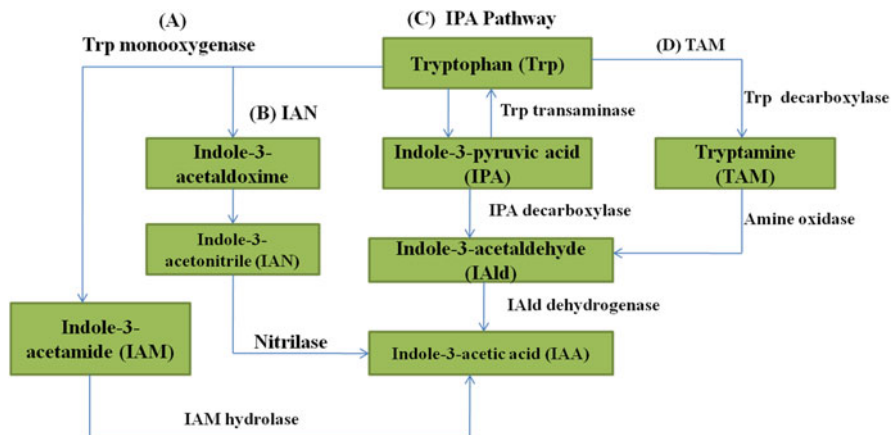 (A)
Trp monooxygenase
(C) IPA Pathway
Tryptophan (Trp)
(D) TAM
Trp decarboxylase
(B) IAN
Trp transaminase
Indole-3-
acetaldoxime
Indole-3-pyruvic acid
(IPA)
Tryptamine
(TAM)
IPA decarboxylase
Amine oxidase
Indole-3-
acetonitrile (IAN)
Indole-3-acetaldehyde
(IAld)
IAld dehydrogenase
Indole-3-
acetamide (IAM)
Nitrilase
Indole-3-acetic acid (IAA)
IAM hydrolase